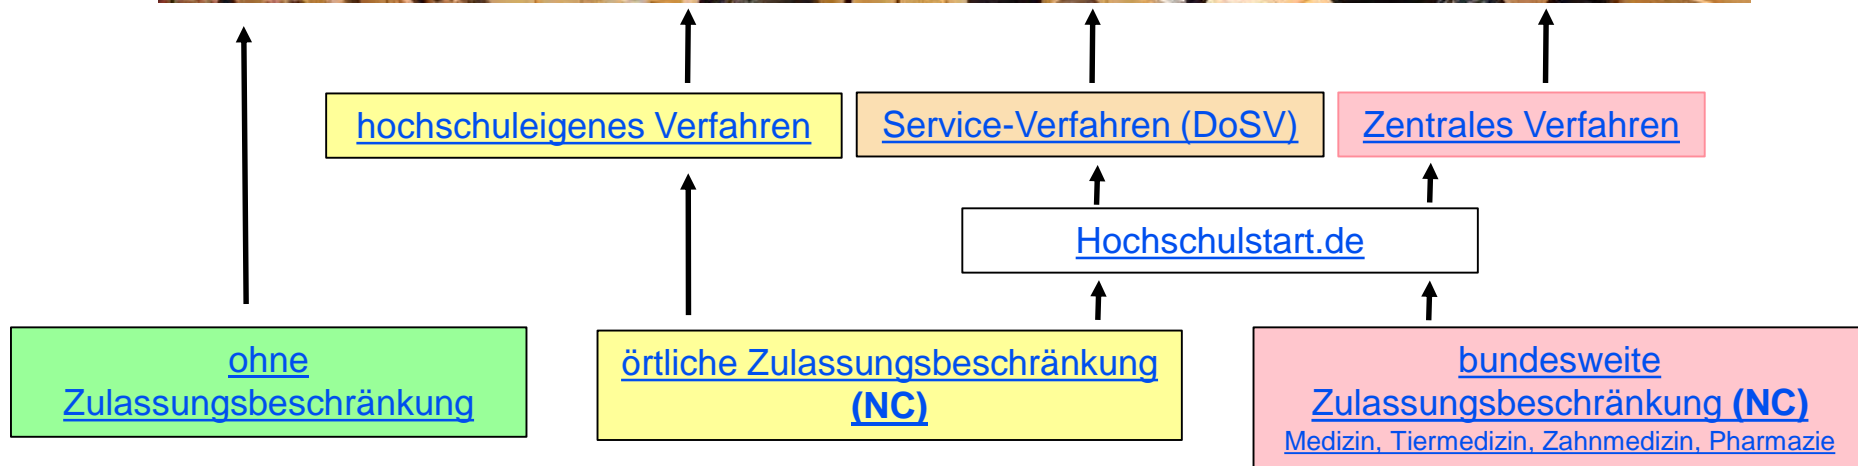 hochschuleigenes Verfahren
Service-Verfahren (DoSV)
Zentrales Verfahren
Hochschulstart.de
ohne
Zulassungsbeschränkung
örtliche Zulassungsbeschränkung
(NC)
bundesweite
Zulassungsbeschränkung (NC)
Medizin, Tiermedizin, Zahnmedizin, Pharmazie